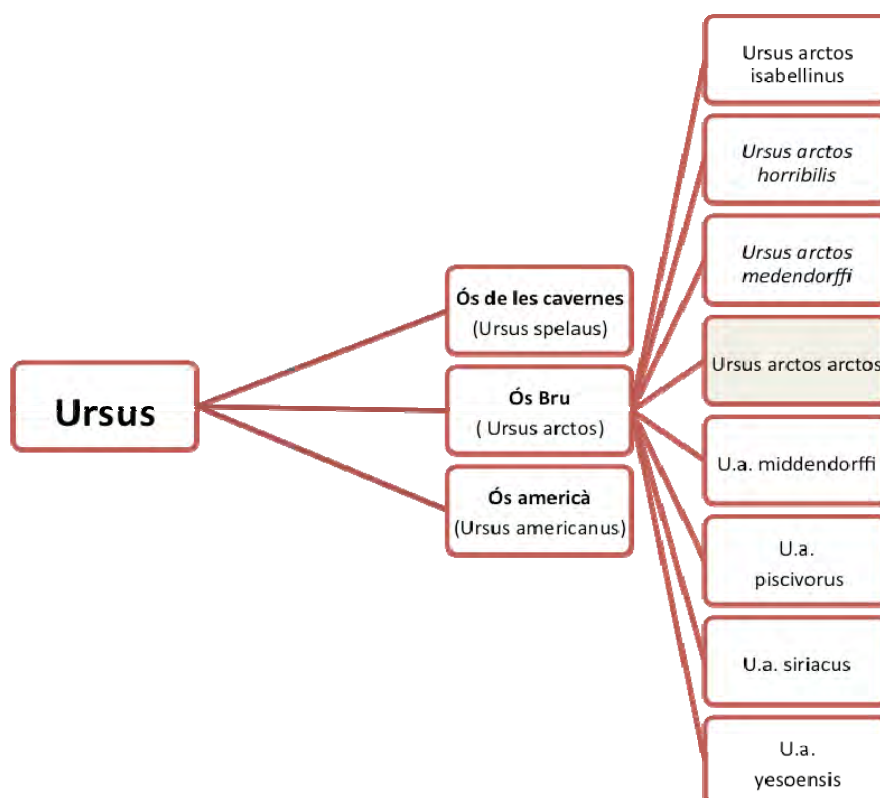 Ursus
Ós de les cavernes
(Ursus spelaus)
Ós Bru
( Ursus arctos)
Ós americà
(Ursus americanus)
Ursus arctos
isabellinus
Ursus arctos
horribilis
Ursus arctos
medendorffi
Ursus arctos arctos
U.a. middendorffi
U.a.
piscivorus
U.a. siriacus
U.a.
yesoensis